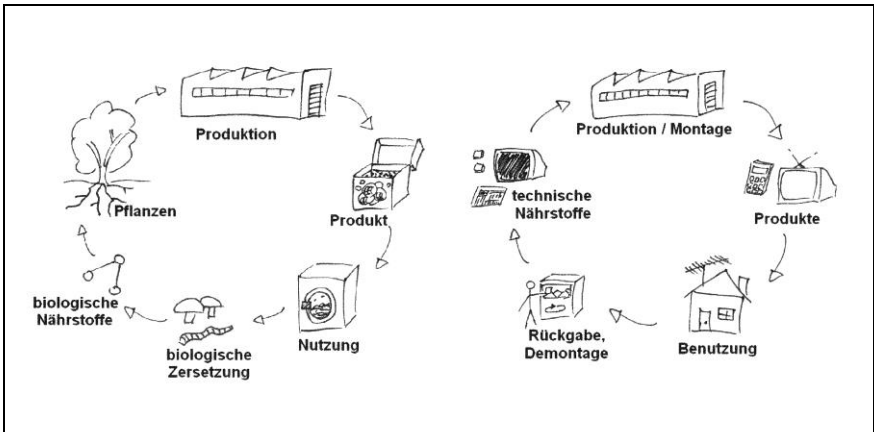 Produktion
Pflanzen
Produkt
biologische
Nährstoffe
biologische
Zersetzung
Nutzung
Produktion / Montage
technische
Nährstoffe
Produkte
Rückgabe,
Demontage
Benutzung